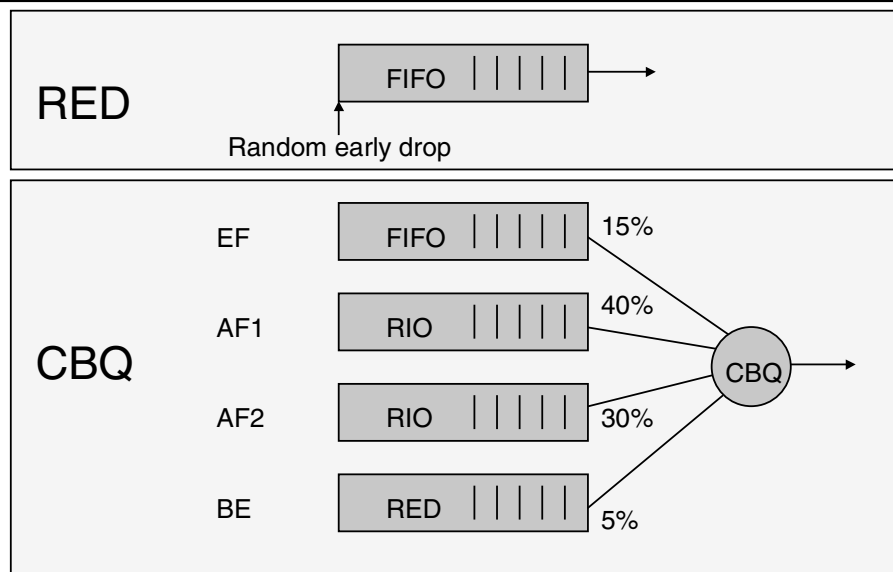 RED
FIFO
Random early drop
CBQ
EF
FIFO
15%
AF1
RIO
40%
AF2
RIO
30%
BE
RED
5%
CBQ